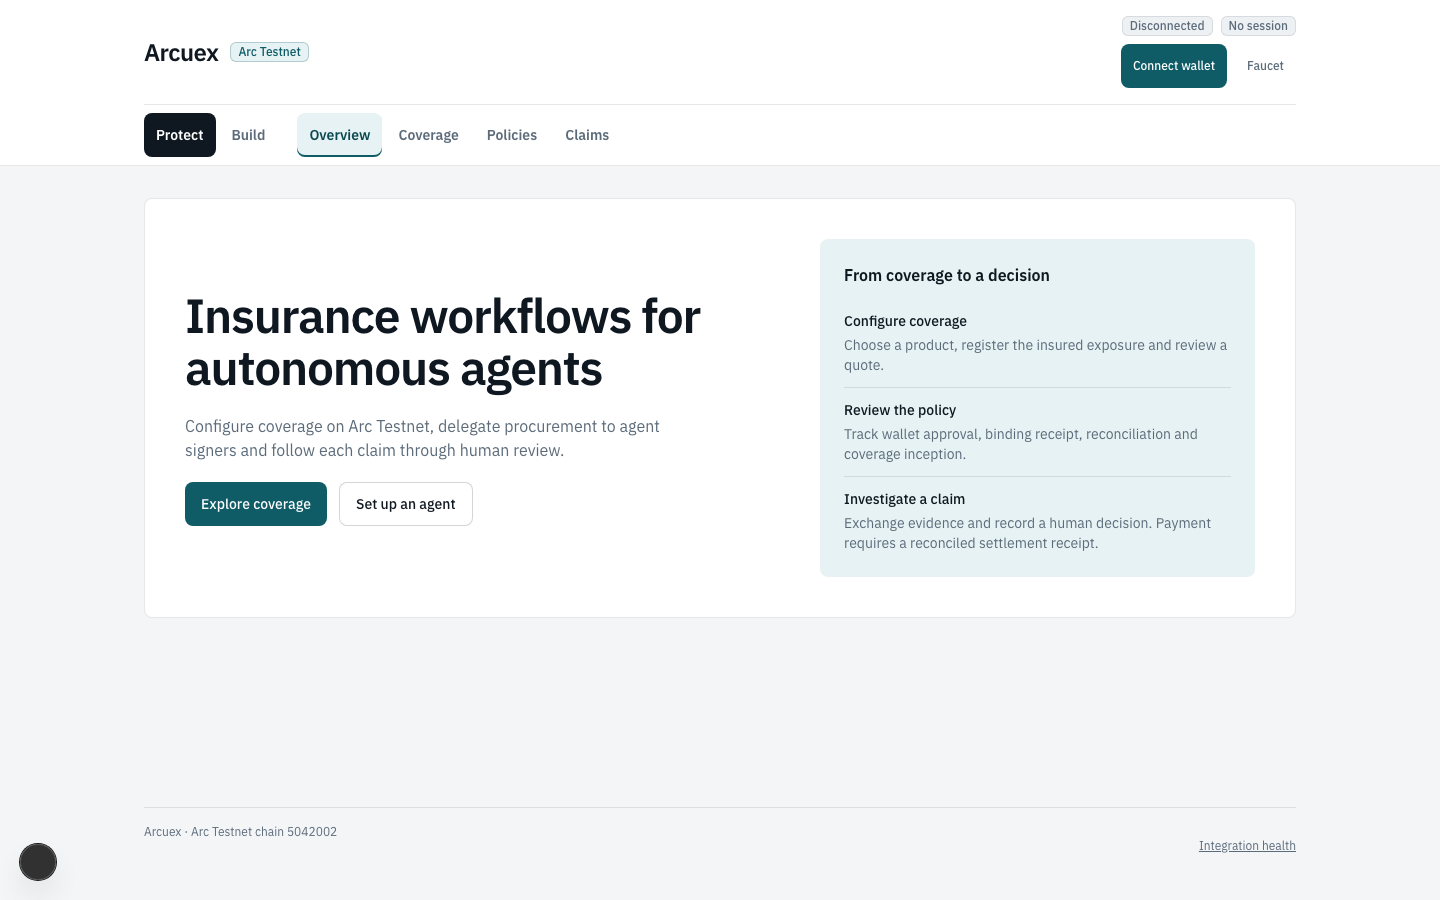 Arcuex
Arc Testnet
Disconnected
No session
Connect wallet
Faucet
Protect
Build
Overview
Coverage
Policies
Claims
Insurance workflows for
autonomous agents
Configure coverage on Arc Testnet, delegate procurement to agent
signers and follow each claim through human review.
Explore coverage
Set up an agent
From coverage to a decision
Configure coverage
Choose a product, register the insured exposure and review a
quote.
Review the policy
Track wallet approval, binding receipt, reconciliation and
coverage inception.
Investigate a claim
Exchange evidence and record a human decision. Payment
requires a reconciled settlement receipt.
Arcuex · Arc Testnet chain 5042002
Integration health